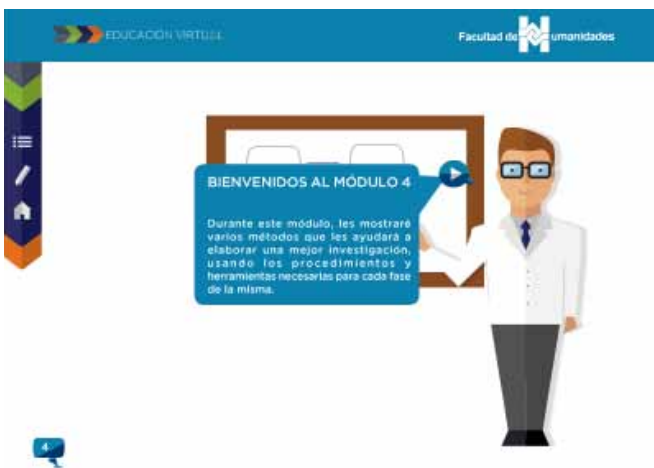 EDUCACIÓN VIRTUAL
Facultad de Humanidades
BIENVENIDOS AL MÓDULO 4
Durante este módulo, les mostraré
varios métodos que les ayudará a
elaborar una mejor investigación,
usando los procedimientos y
herramientas necesarias para cada fase
de la misma.
4